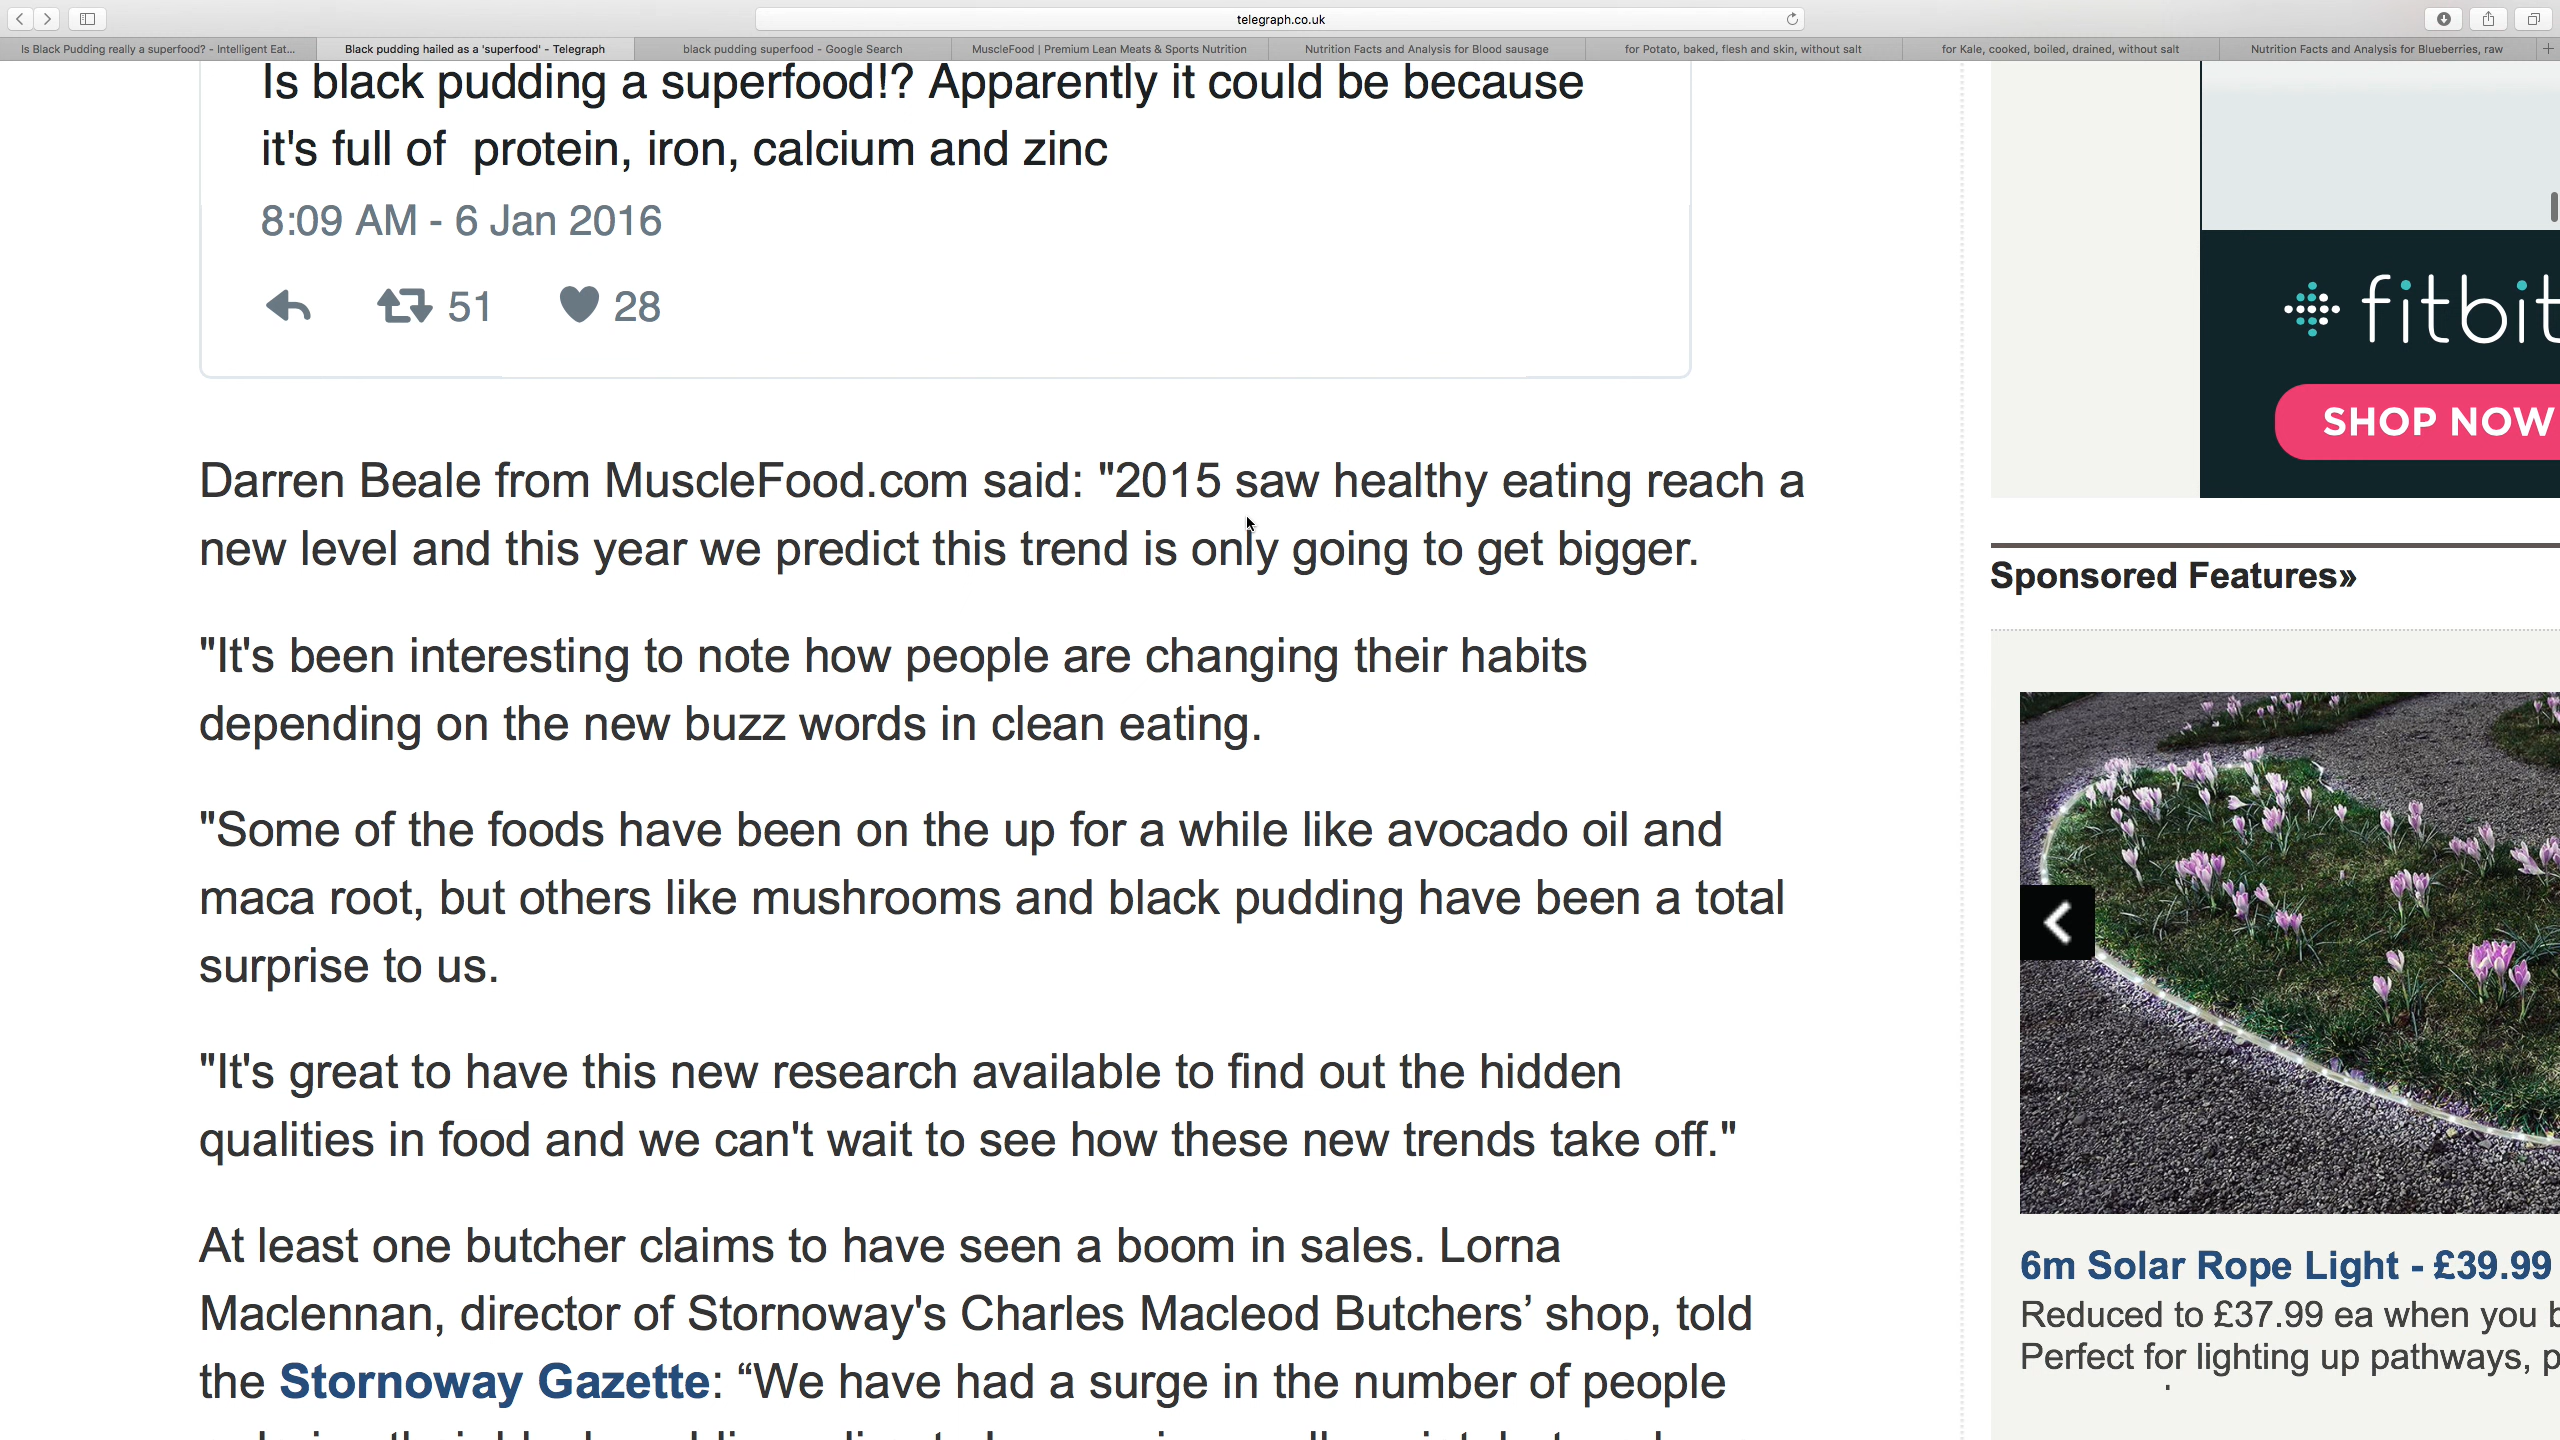 telegraph.co.uk
Is Black Pudding really a superfood? - Intelligent Eat...
Black pudding hailed as a 'superfood' - Telegraph
black pudding superfood - Google Search
MuscleFood | Premium Lean Meats & Sports Nutrition
Nutrition Facts and Analysis for Blood sausage
for Potato, baked, flesh and skin, without salt
for Kale, cooked, boiled, drained, without salt
Nutrition Facts and Analysis for Blueberries, raw
Is black pudding a superfood!? Apparently it could be because
it's full of protein, iron, calcium and zinc
8:09 AM - 6 Jan 2016
51 28
Darren Beale from MuscleFood.com said: "2015 saw healthy eating reach a
new level and this year we predict this trend is only going to get bigger.
"It's been interesting to note how people are changing their habits
depending on the new buzz words in clean eating.
"Some of the foods have been on the up for a while like avocado oil and
maca root, but others like mushrooms and black pudding have been a total
surprise to us.
"It's great to have this new research available to find out the hidden
qualities in food and we can't wait to see how these new trends take off."
At least one butcher claims to have seen a boom in sales. Lorna
Maclennan, director of Stornoway's Charles Macleod Butchers’ shop, told
the Stornoway Gazette: “We have had a surge in the number of people
fitbit
SHOP NOW
Sponsored Features»
6m Solar Rope Light - £39.99
Reduced to £37.99 ea when you
Perfect for lighting up pathways,